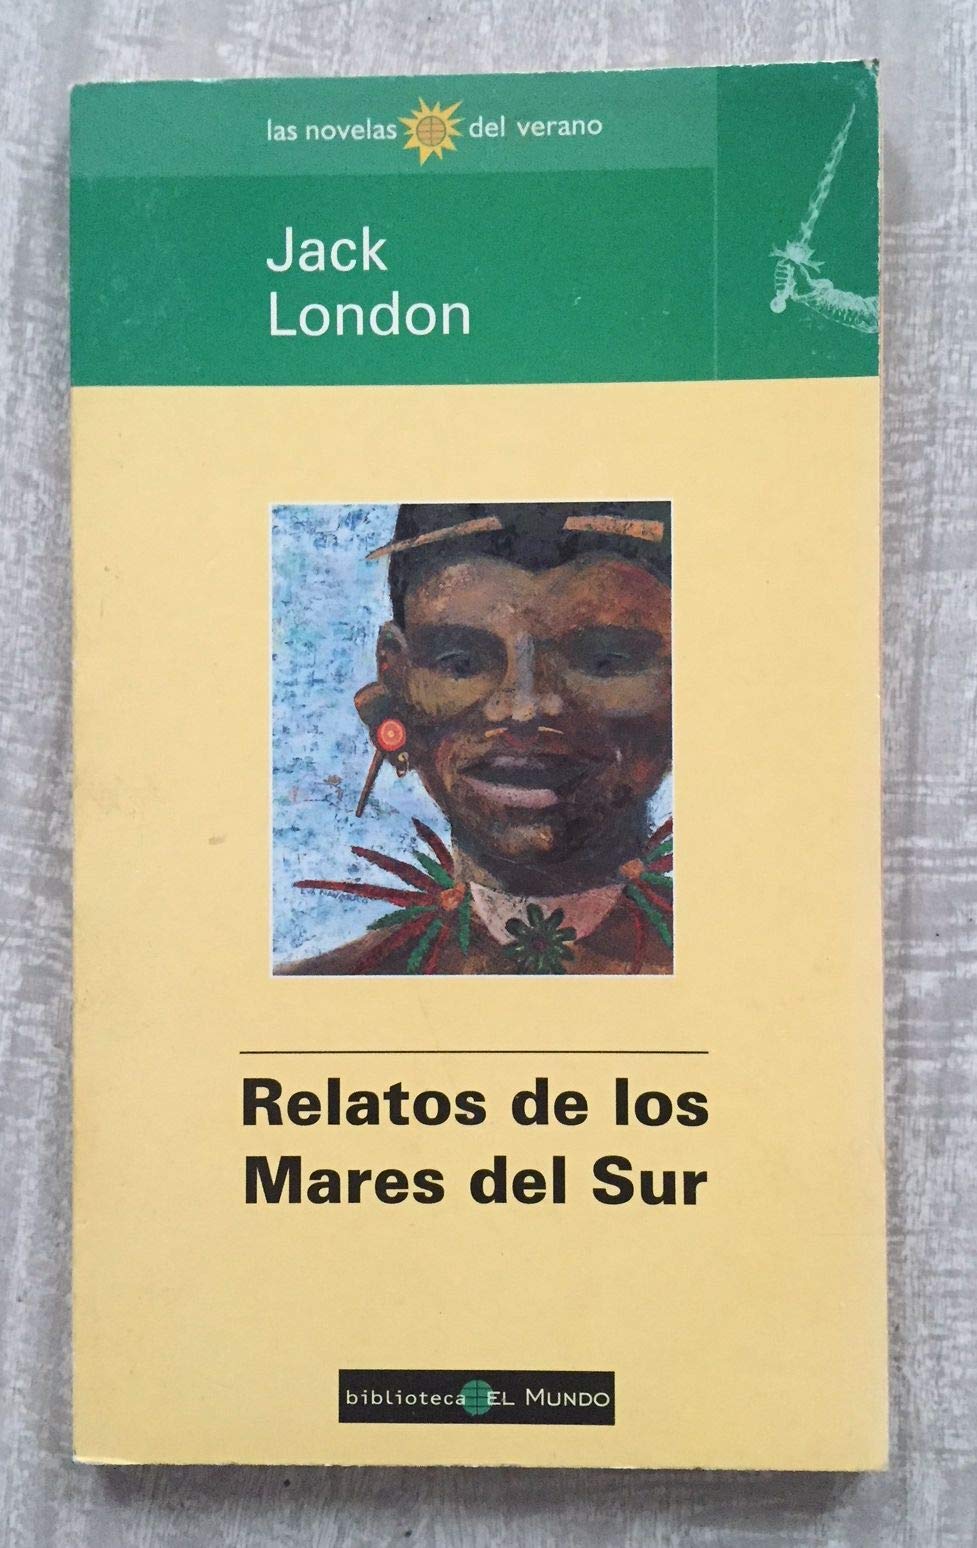 las novelas del verano
Jack
London
Relatos de los
Mares del Sur
biblioteca EL MUNDO